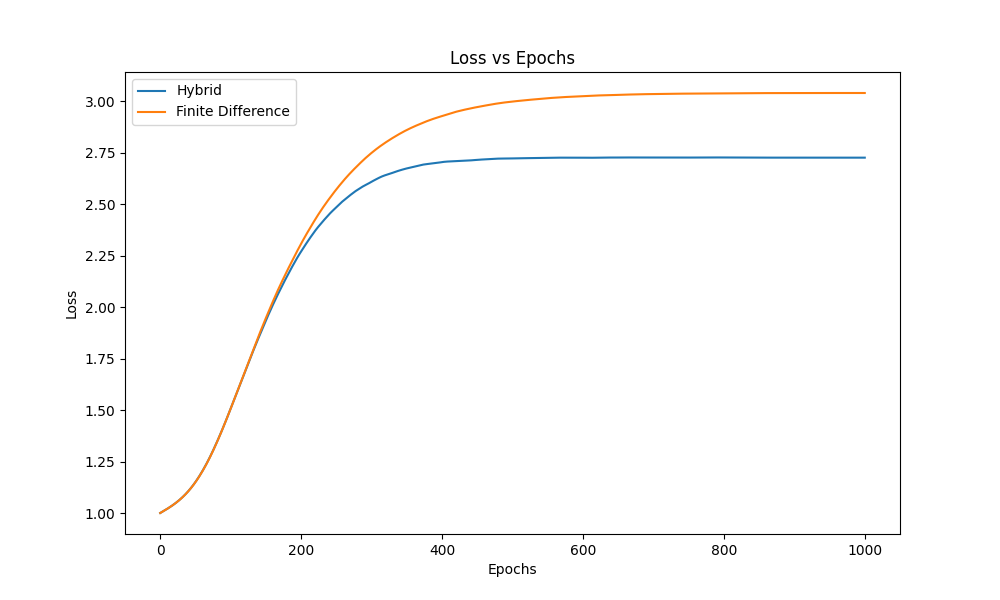 Loss vs Epochs
Hybrid
Finite Difference
3.00
2.75
2.50
2.25
2.00
1.75
1.50
1.25
1.00
Loss
0 200 400 600 800 1000
Epochs